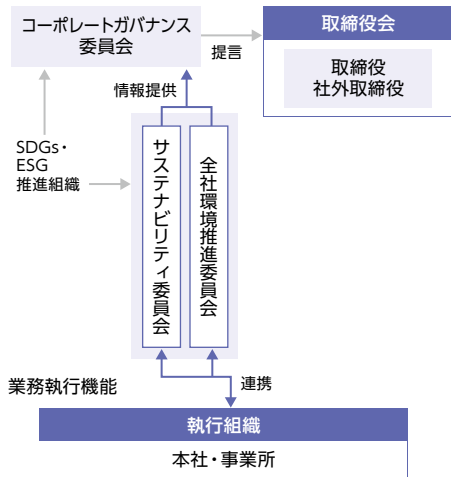 コーポレートガバナンス
委員会
提言
取締役会
取締役
社外取締役
情報提供
SDGs・
ESG
推進組織
サステナビリティ委員会
全社環境推進委員会
業務執行機能
連携
執行組織
本社・事業所